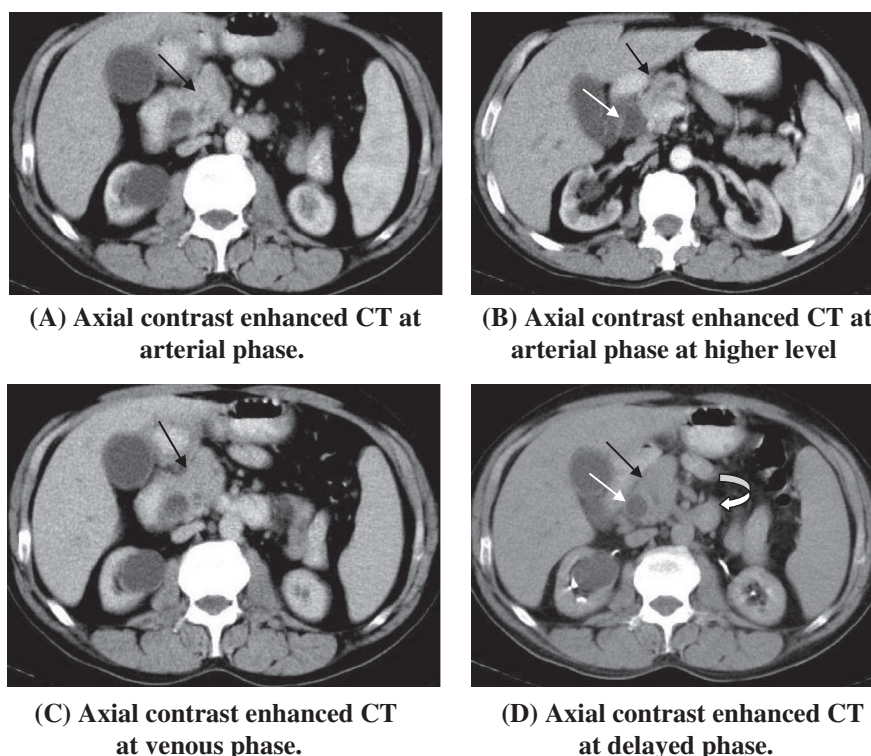 (A) Axial contrast enhanced CT at
arterial phase.
(B) Axial contrast enhanced CT at
arterial phase at higher level
(C) Axial contrast enhanced CT
at venous phase.
(D) Axial contrast enhanced CT
at delayed phase.